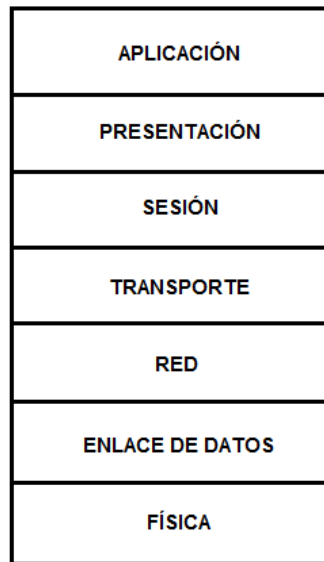 APLICACIÓN
PRESENTACIÓN
SESIÓN
TRANSPORTE
RED
ENLACE DE DATOS
FÍSICA